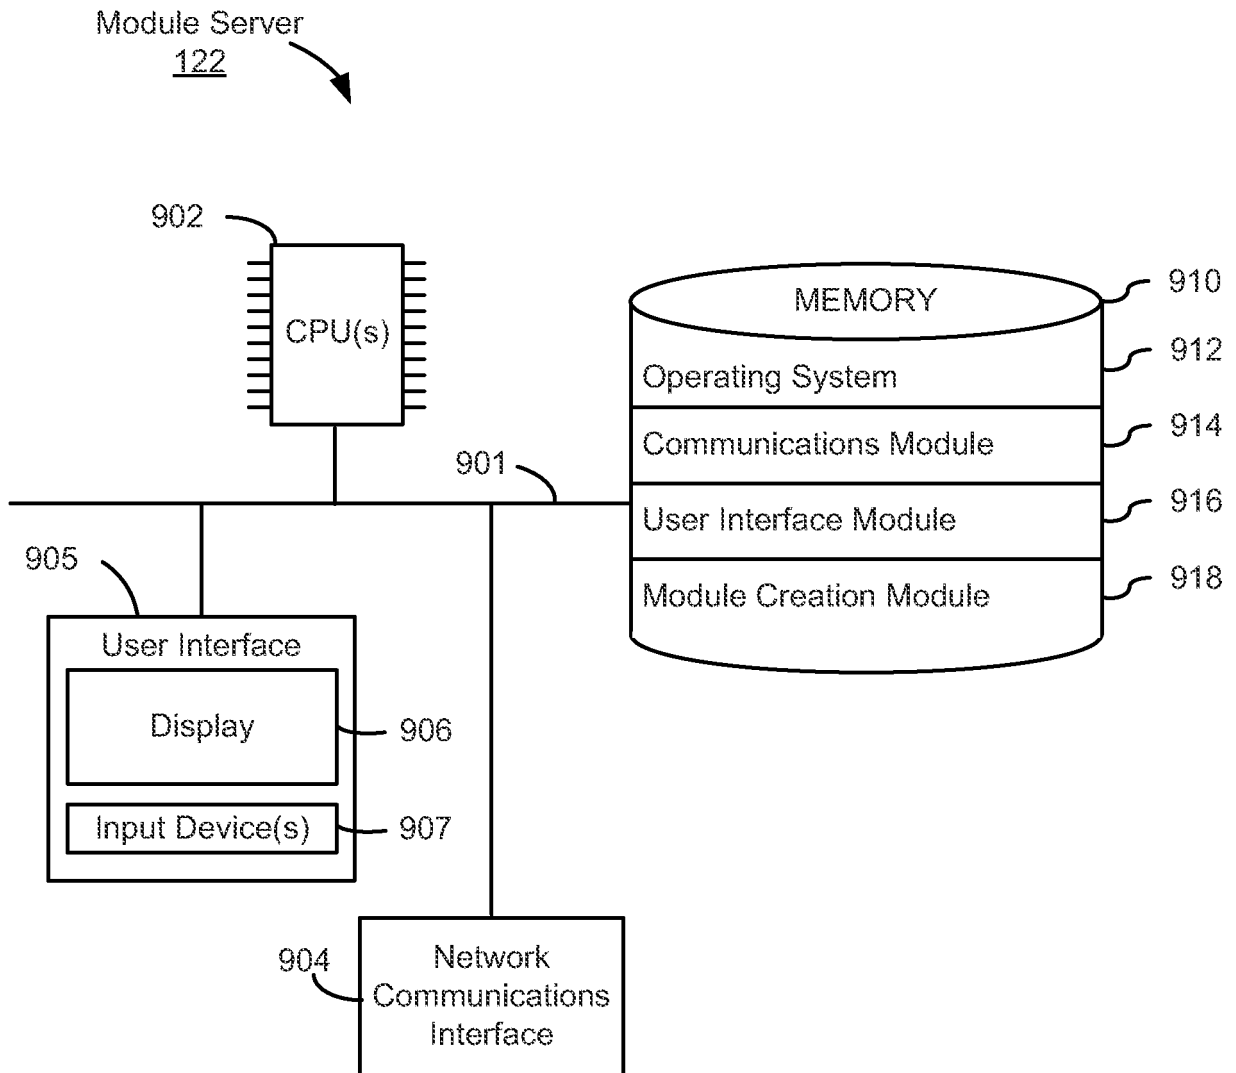 Module Server
122
902
CPU(s)
MEMORY
910
Operating System
912
Communications Module
914
901
User Interface Module
916
Module Creation Module
918
905
User Interface
Display
906
Input Device(s)
907
904
Network
Communications
Interface